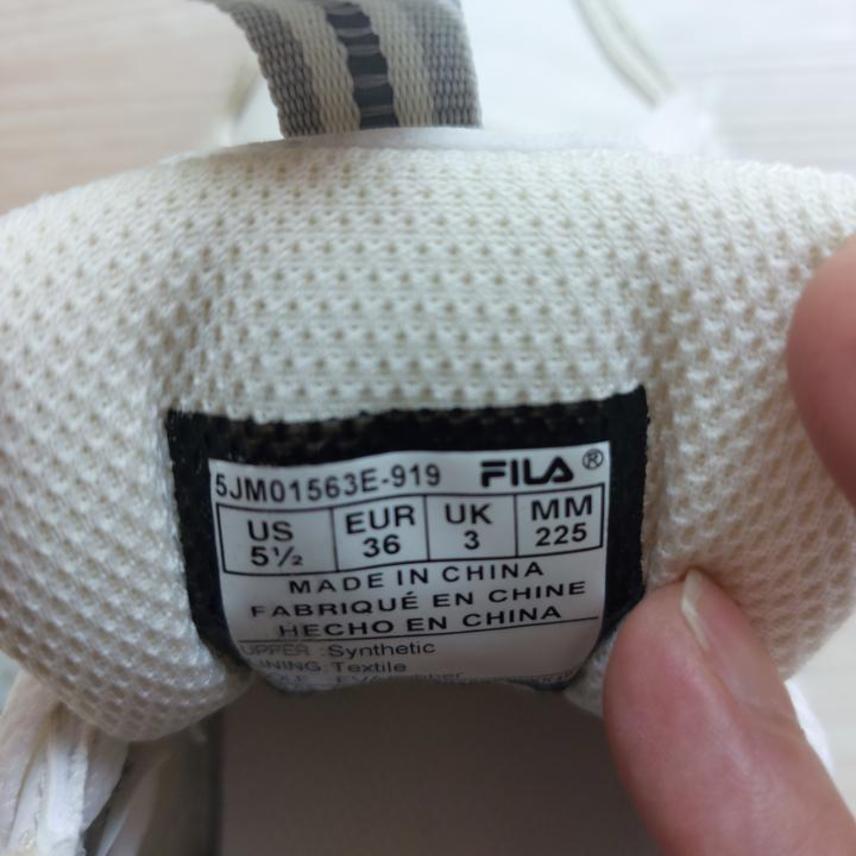 5JM01563E-919 FILA®
US EUR UK MM
5½ 36 3 225
MADE IN CHINA
FABRIQUÉ EN CHINE
HECHO EN CHINA
UPPER :Synthetic
LINING:Textile